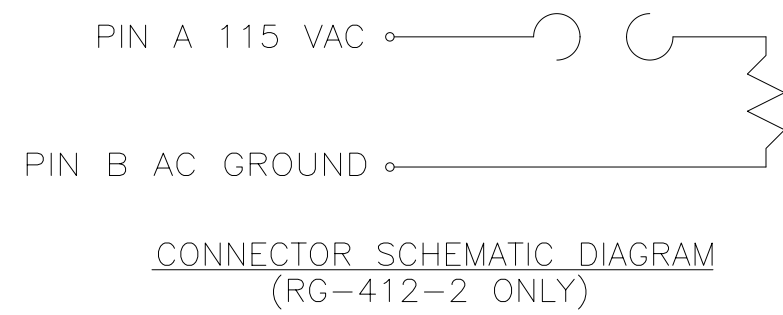 PIN A 115 VAC
PIN B AC GROUND
CONNECTOR SCHEMATIC DIAGRAM
(RG-412-2 ONLY)